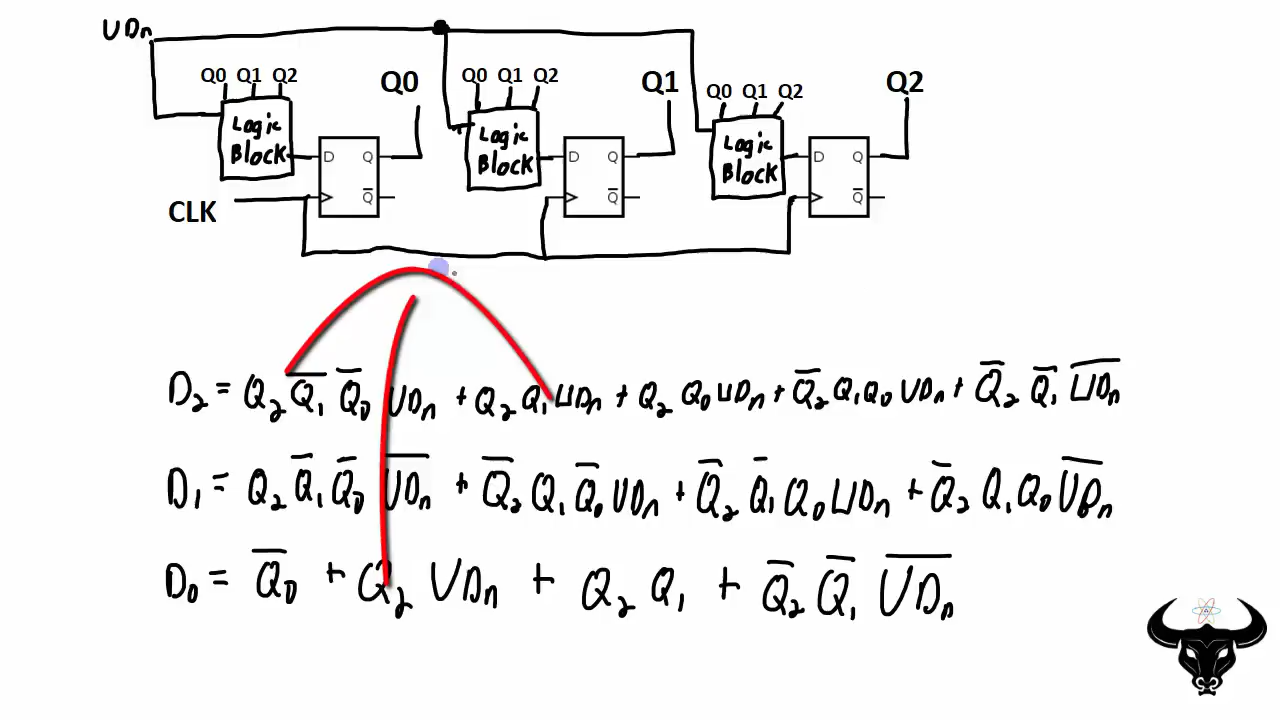 UDn
Q0 Q1 Q2 Q0 Q0 Q1 Q2 Q1 Q0 Q1 Q2 Q2
Logic Block D Q Logic Block D Q Logic Block D Q
CLK Q̅ Q̅ Q̅
D₂ = Q₂ Q̅₁ Q̅₀ UDn + Q₂ Q₁ UDn + Q₂ Q₀ UDn + Q̅₂ Q₁ Q₀ UDn + Q̅₂ Q̅₁ U̅D̅n̅
D₁ = Q₂ Q̅₁ Q̅₀ U̅D̅n̅ + Q̅₂ Q₁ Q̅₀ UDn + Q̅₂ Q̅₁ Q₀ UDn + Q̅₂ Q₁ Q₀ U̅D̅n̅
D₀ = Q̅₀ + Q₂ UDn + Q₂ Q₁ + Q̅₂ Q̅₁ U̅D̅n̅